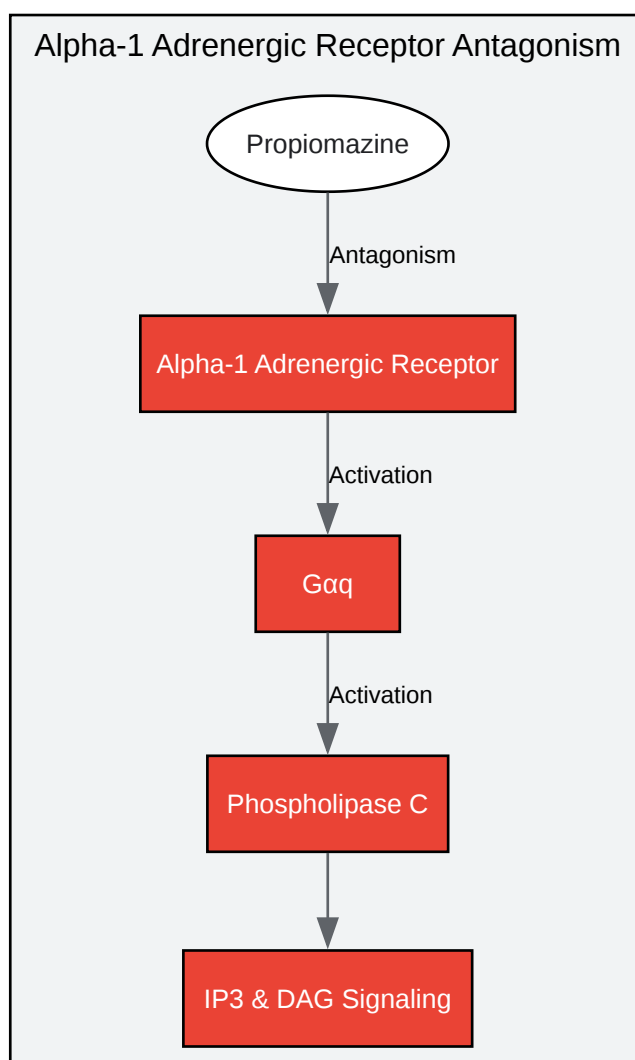 Alpha-1 Adrenergic Receptor Antagonism
Propiomazine
Antagonism
Alpha-1 Adrenergic Receptor
Activation
Gαq
Activation
Phospholipase C
IP3 & DAG Signaling